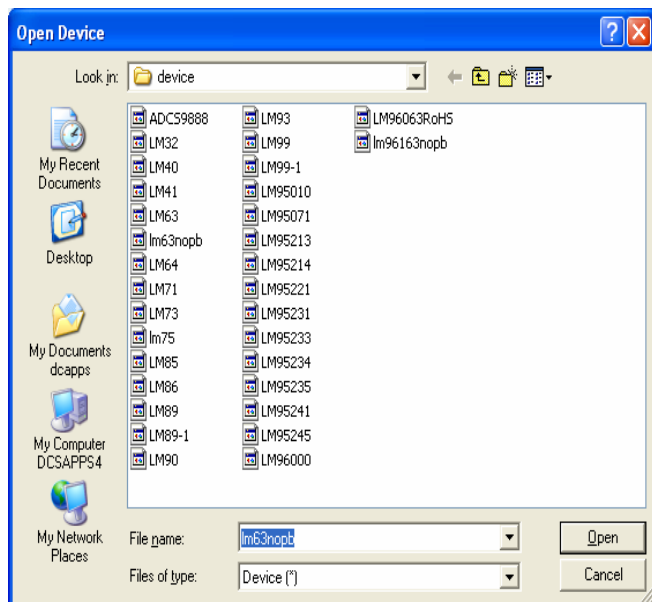 Open Device
Look in:
device
My Recent
Documents
Desktop
My Documents
dcapps
My Computer
DCSAPPS4
My Network
Places
ADC59888
LM32
LM40
LM41
LM63
lm63nopb
LM64
LM71
LM73
lm75
LM85
LM86
LM89
LM89-1
LM90
LM93
LM99
LM99-1
LM95010
LM95071
LM95213
LM95214
LM95221
LM95231
LM95233
LM95234
LM95235
LM95241
LM95245
LM96000
LM96063RoHS
lm96163nopb
File name:
lm63nopb
Open
Files of type:
Device (*)
Cancel